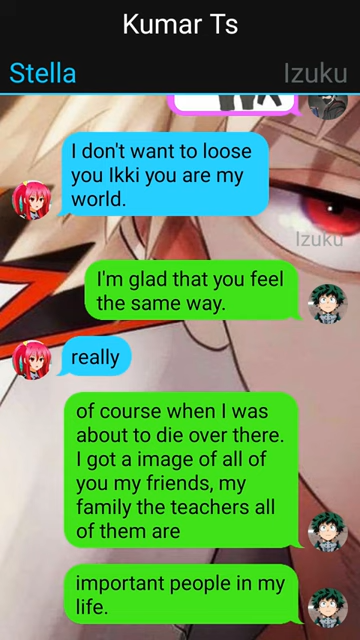 Kumar Ts
Stella
Izuku
I don't want to loose
you Ikki you are my
world.
Izuku
I'm glad that you feel
the same way.
really
of course when I was
about to die over there.
I got a image of all of
you my friends, my
family the teachers all
of them are
important people in my
life.